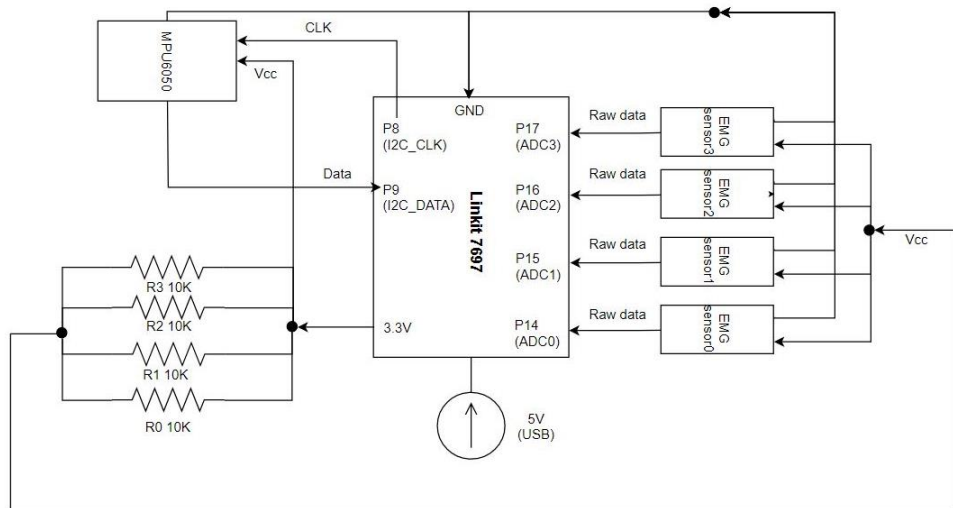 MPU6050
CLK
Vcc
Data
GND
P8
(I2C_CLK)
P9
(I2C_DATA)
Linkit 7697
P17
(ADC3)
P16
(ADC2)
P15
(ADC1)
P14
(ADC0)
3.3V
Raw data
Raw data
Raw data
Raw data
EMG
sensor3
EMG
sensor2
EMG
sensor1
EMG
sensor0
Vcc
R3 10K
R2 10K
R1 10K
R0 10K
5V
(USB)